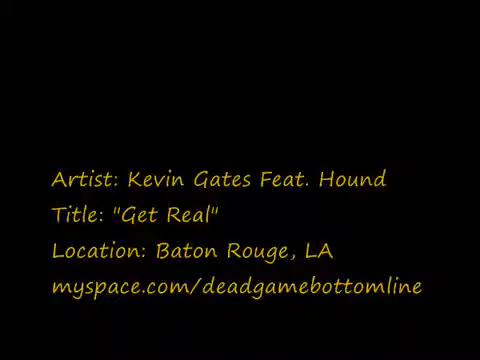 Artist: Kevin Gates Feat. Hound
Title: "Get Real"
Location: Baton Rouge, LA
myspace.com/deadgamebottomline